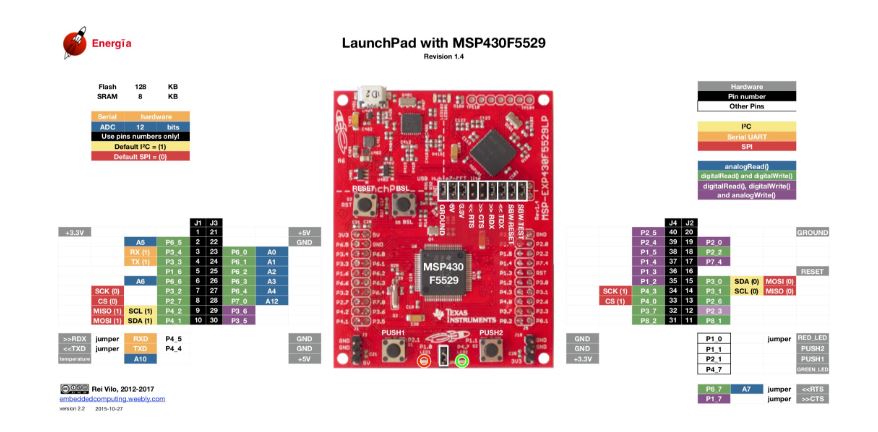 Energia
LaunchPad with MSP430F5529
Revision 1.4
Flash 128 KB
SRAM 8 KB
Serial hardware
ADC 12 bits
Use pins numbers only!
Default I²C = (1)
Default SPI = (0)
Hardware
Pin number
Other Pins
I²C
Serial UART
SPI
analogRead()
digitalRead() and digitalWrite()
digitalRead(), digitalWrite() and analogWrite()
RESET
BSL
GROUND
+5V
+3.3V
<< RTS
>> CTS
>> RDX
<< TDX
SBW RESET
SBW TEST
MSP-EXP430F5529LP
MSP430
F5529
TEXAS
INSTRUMENTS
PUSH1
PUSH2
J1 J3
+3.3V 1 21 +5V
A5 P6_5 2 22 GND
RX (1) P3_4 3 23 P6_0 A0
TX (1) P3_3 4 24 P6_1 A1
P1_6 5 25 P6_2 A2
A6 P6_6 6 26 P6_3 A3
SCK (0) P3_2 7 27 P6_4 A4
CS (0) P2_7 8 28 P7_0 A12
MISO (1) SCL (1) P4_2 9 29 P3_6
MOSI (1) SDA (1) P4_1 10 30 P3_5
>>RDX jumper RXD P4_5 GND
<<TXD jumper TXD P4_4 GND
temperature A10 +5V
J4 J2
P2_5 40 20 GROUND
P2_4 39 19 P2_0
P1_5 38 18 P2_2
P1_4 37 17 P7_4
P1_3 36 16 RESET
P1_2 35 15 P3_0 SDA (0) MOSI (0)
SCK (1) P4_3 34 14 P3_1 SCL (0) MISO (0)
CS (1) P4_0 33 13 P2_6
P3_7 32 12 P2_3
P8_2 31 11 P8_1
GND
GND
+3.3V
P1_0 jumper RED_LED
P1_1 PUSH2
P2_1 PUSH1
P4_7 GREEN_LED
P6_7 A7 jumper <<RTS
P1_7 jumper >>CTS
Rei Vilo, 2012-2017
embeddedcomputing.weebly.com
version 2.2 2015-10-27